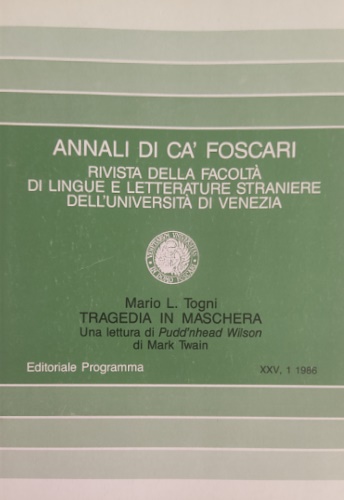 ANNALI DI CA' FOSCARI
RIVISTA DELLA FACOLTÀ
DI LINGUE E LETTERATURE STRANIERE
DELL'UNIVERSITÀ DI VENEZIA
Mario L. Togni
TRAGEDIA IN MASCHERA
Una lettura di Pudd'nhead Wilson
di Mark Twain
Editoriale Programma
XXV, 1 1986